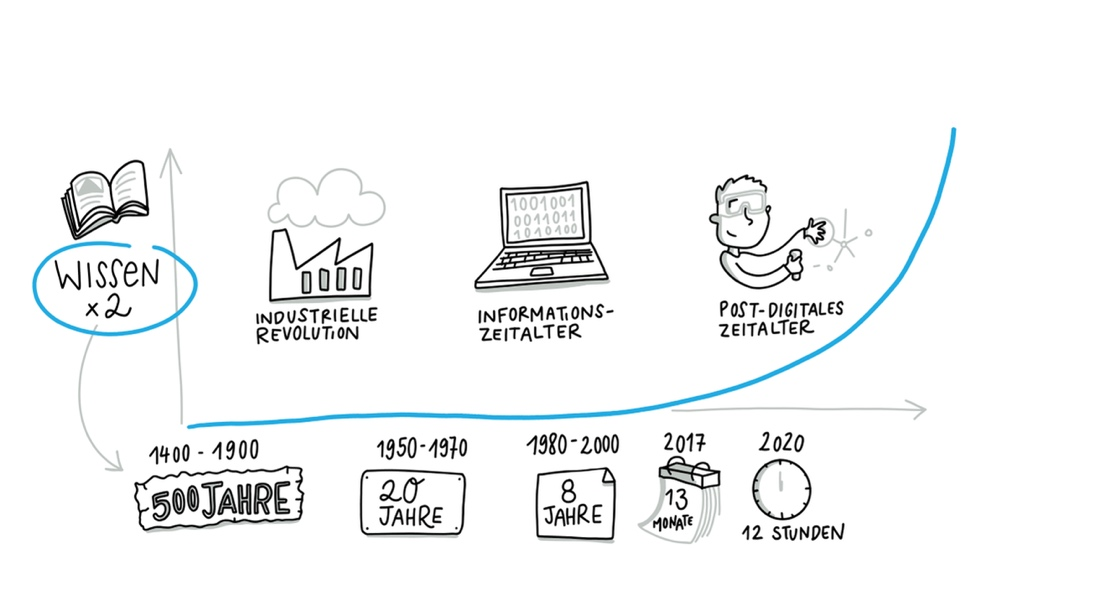 WISSEN
x2
INDUSTRIELLE
REVOLUTION
1001001
0011011
1010100
INFORMATIONS-
ZEITALTER
POST-DIGITALES
ZEITALTER
1400 - 1900
500 JAHRE
1950-1970
20
JAHRE
1980-2000
8
JAHRE
2017
13
MONATE
2020
12 STUNDEN